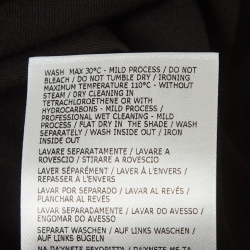 WASH MAX 30°C - MILD PROCESS / DO NOT
BLEACH / DO NOT TUMBLE DRY / IRONING
MAXIMUM TEMPERATURE 110°C - WITHOUT
STEAM / DRY CLEANING IN
TETRACHLOROETHENE OR WITH
HYDROCARBONS - MILD PROCESS /
PROFESSIONAL WET CLEANING - MILD
PROCESS / FLAT DRY IN THE SHADE / WASH
SEPARATELY / WASH INSIDE OUT / IRON
INSIDE OUT
LAVARE SEPARATAMENTE / LAVARE A
ROVESCIO / STIRARE A ROVESCIO
LAVER SÉPARÉMENT / LAVER À L'ENVERS /
REPASSER À L'ENVERS
LAVAR POR SEPARADO / LAVAR AL REVÉS /
PLANCHAR AL REVÉS
LAVAR SEPARADAMENTE / LAVAR DO AVESSO /
ENGOMAR DO AVESSO
SEPARAT WASCHEN / AUF LINKS WASCHEN
/ AUF LINKS BÜGELN